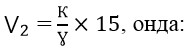 V₂ = К/ɣ × 15, онда: